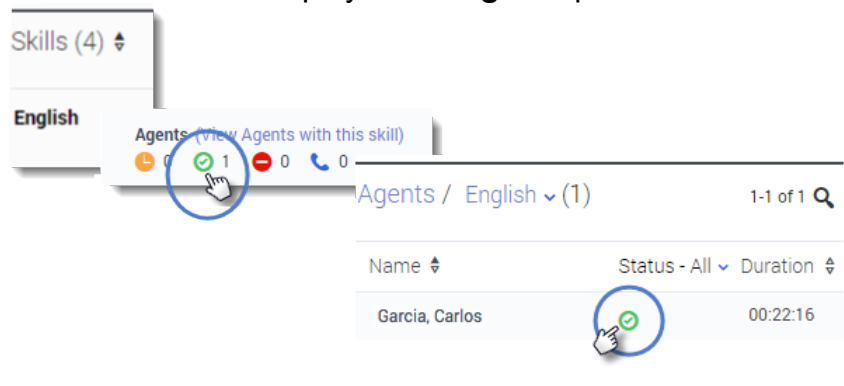 Skills (4)
English
Agents (View Agents with this skill)
0 1 0 0
Agents / English (1) 1-1 of 1
Name Status - All Duration
Garcia, Carlos 00:22:16